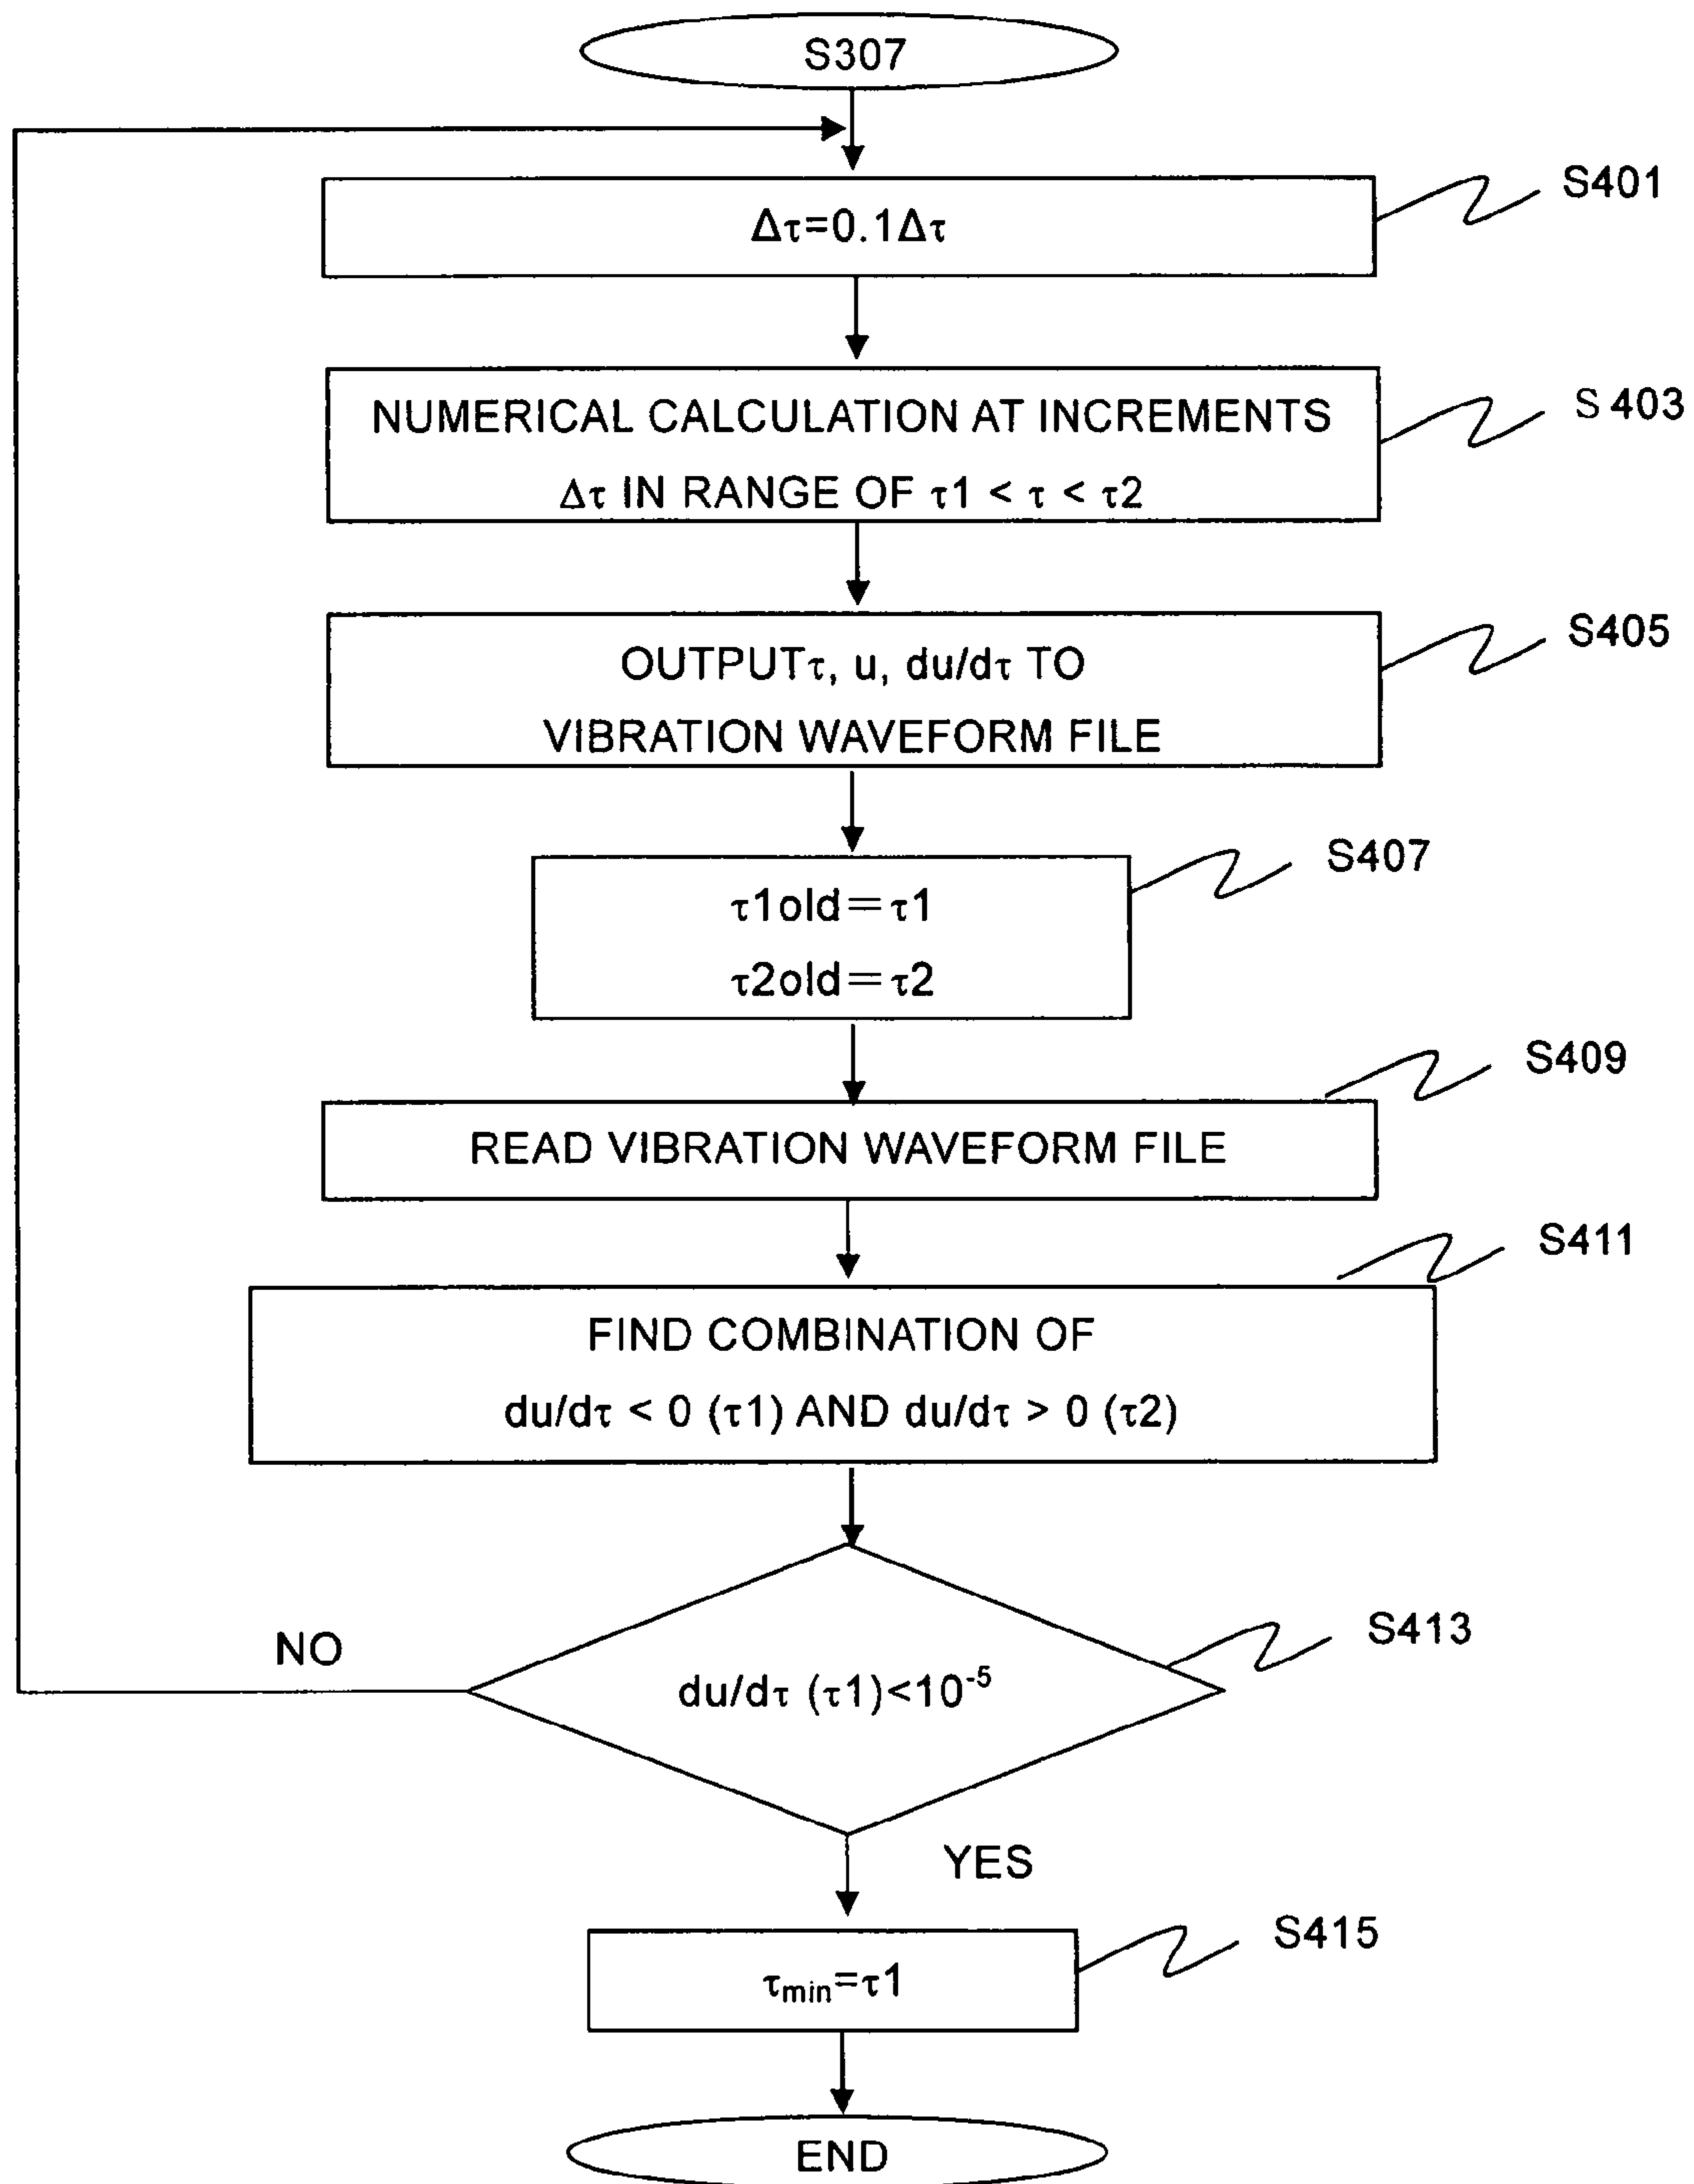 S307
S401
Δτ=0.1Δτ
S403
NUMERICAL CALCULATION AT INCREMENTS
Δτ IN RANGE OF τ1 < τ < τ2
S405
OUTPUTτ, u, du/dτ TO
VIBRATION WAVEFORM FILE
S407
τ1old=τ1
τ2old=τ2
S409
READ VIBRATION WAVEFORM FILE
S411
FIND COMBINATION OF
du/dτ < 0 (τ1) AND du/dτ > 0 (τ2)
S413
NO
du/dτ (τ1)<10⁻⁵
YES
S415
τmin=τ1
END